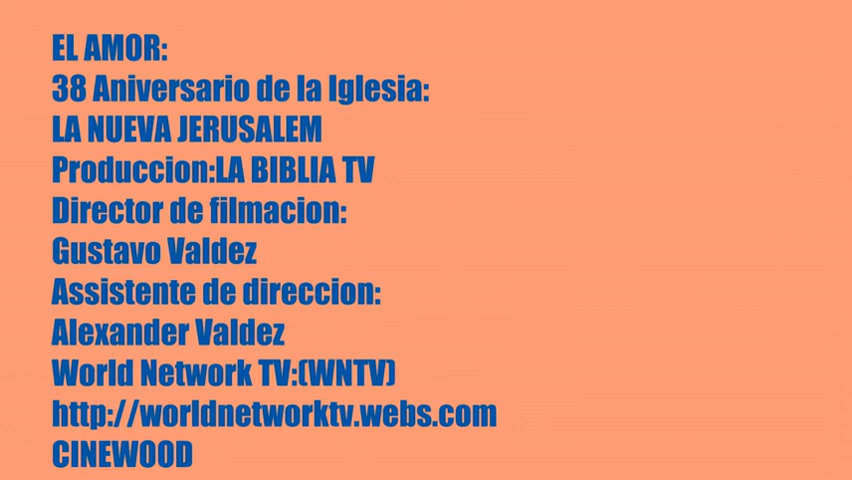 EL AMOR:
38 Aniversario de la Iglesia:
LA NUEVA JERUSALEM
Produccion:LA BIBLIA TV
Director de filmacion:
Gustavo Valdez
Assistente de direccion:
Alexander Valdez
World Network TV:(WNTV)
http://worldnetworktv.webs.com
CINEWOOD